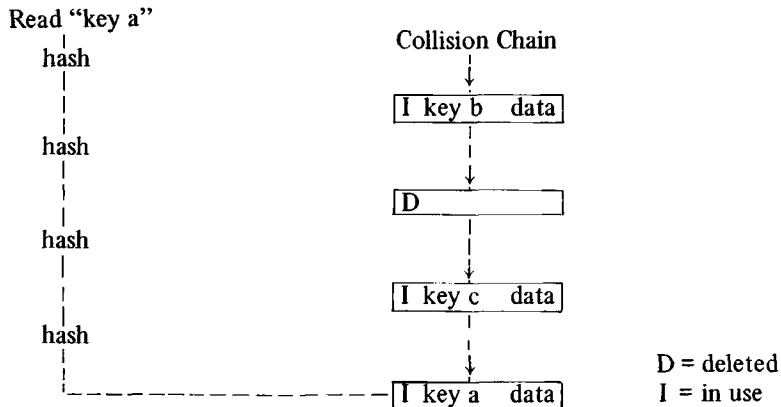 Read “key a”
hash
hash
hash
hash
Collision Chain
I key b data
D
I key c data
I key a data
D = deleted
I = in use